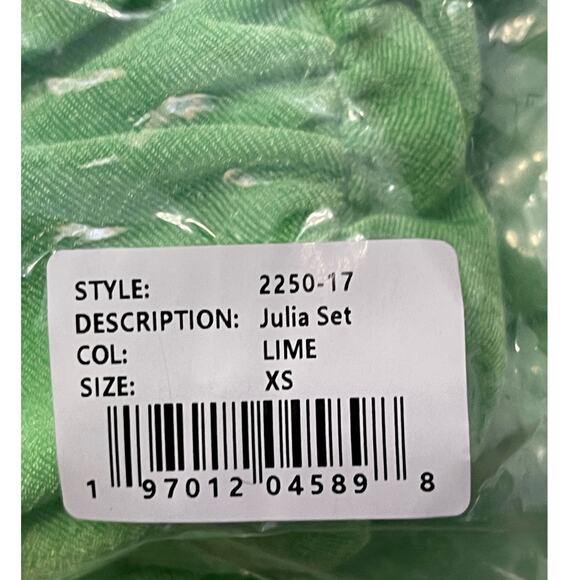 STYLE: 2250-17
DESCRIPTION: Julia Set
COL: LIME
SIZE: XS
1 97012 04589 8